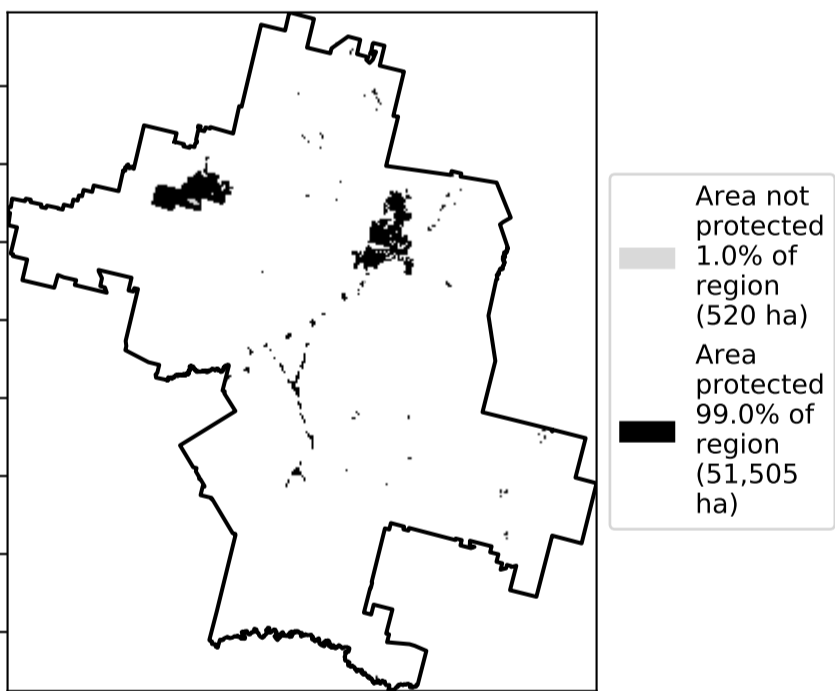 Area not
protected
1.0% of
region
(520 ha)
Area
protected
99.0% of
region
(51,505
ha)